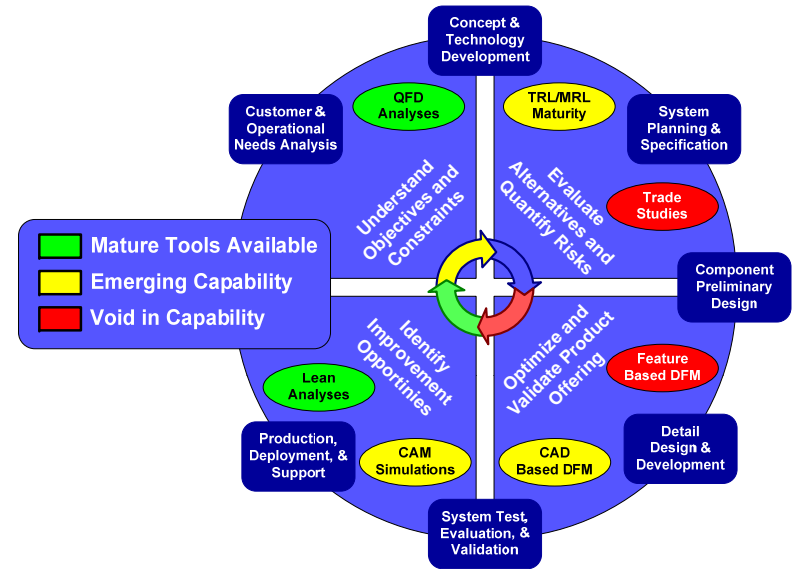 Concept &
Technology
Development
QFD
Analyses
TRL/MRL
Maturity
Customer &
Operational
Needs Analysis
System
Planning &
Specification
Understand
Objectives and
Constraints
Evaluate
Alternatives and
Quantify Risks
Trade
Studies
Mature Tools Available
Emerging Capability
Void in Capability
Component
Preliminary
Design
Identify
Improvement
Opportinies
Optimize and
Validate Product
Offering
Feature
Based DFM
Lean
Analyses
Production,
Deployment, &
Support
CAM
Simulations
CAD
Based DFM
Detail
Design &
Development
System Test,
Evaluation, &
Validation